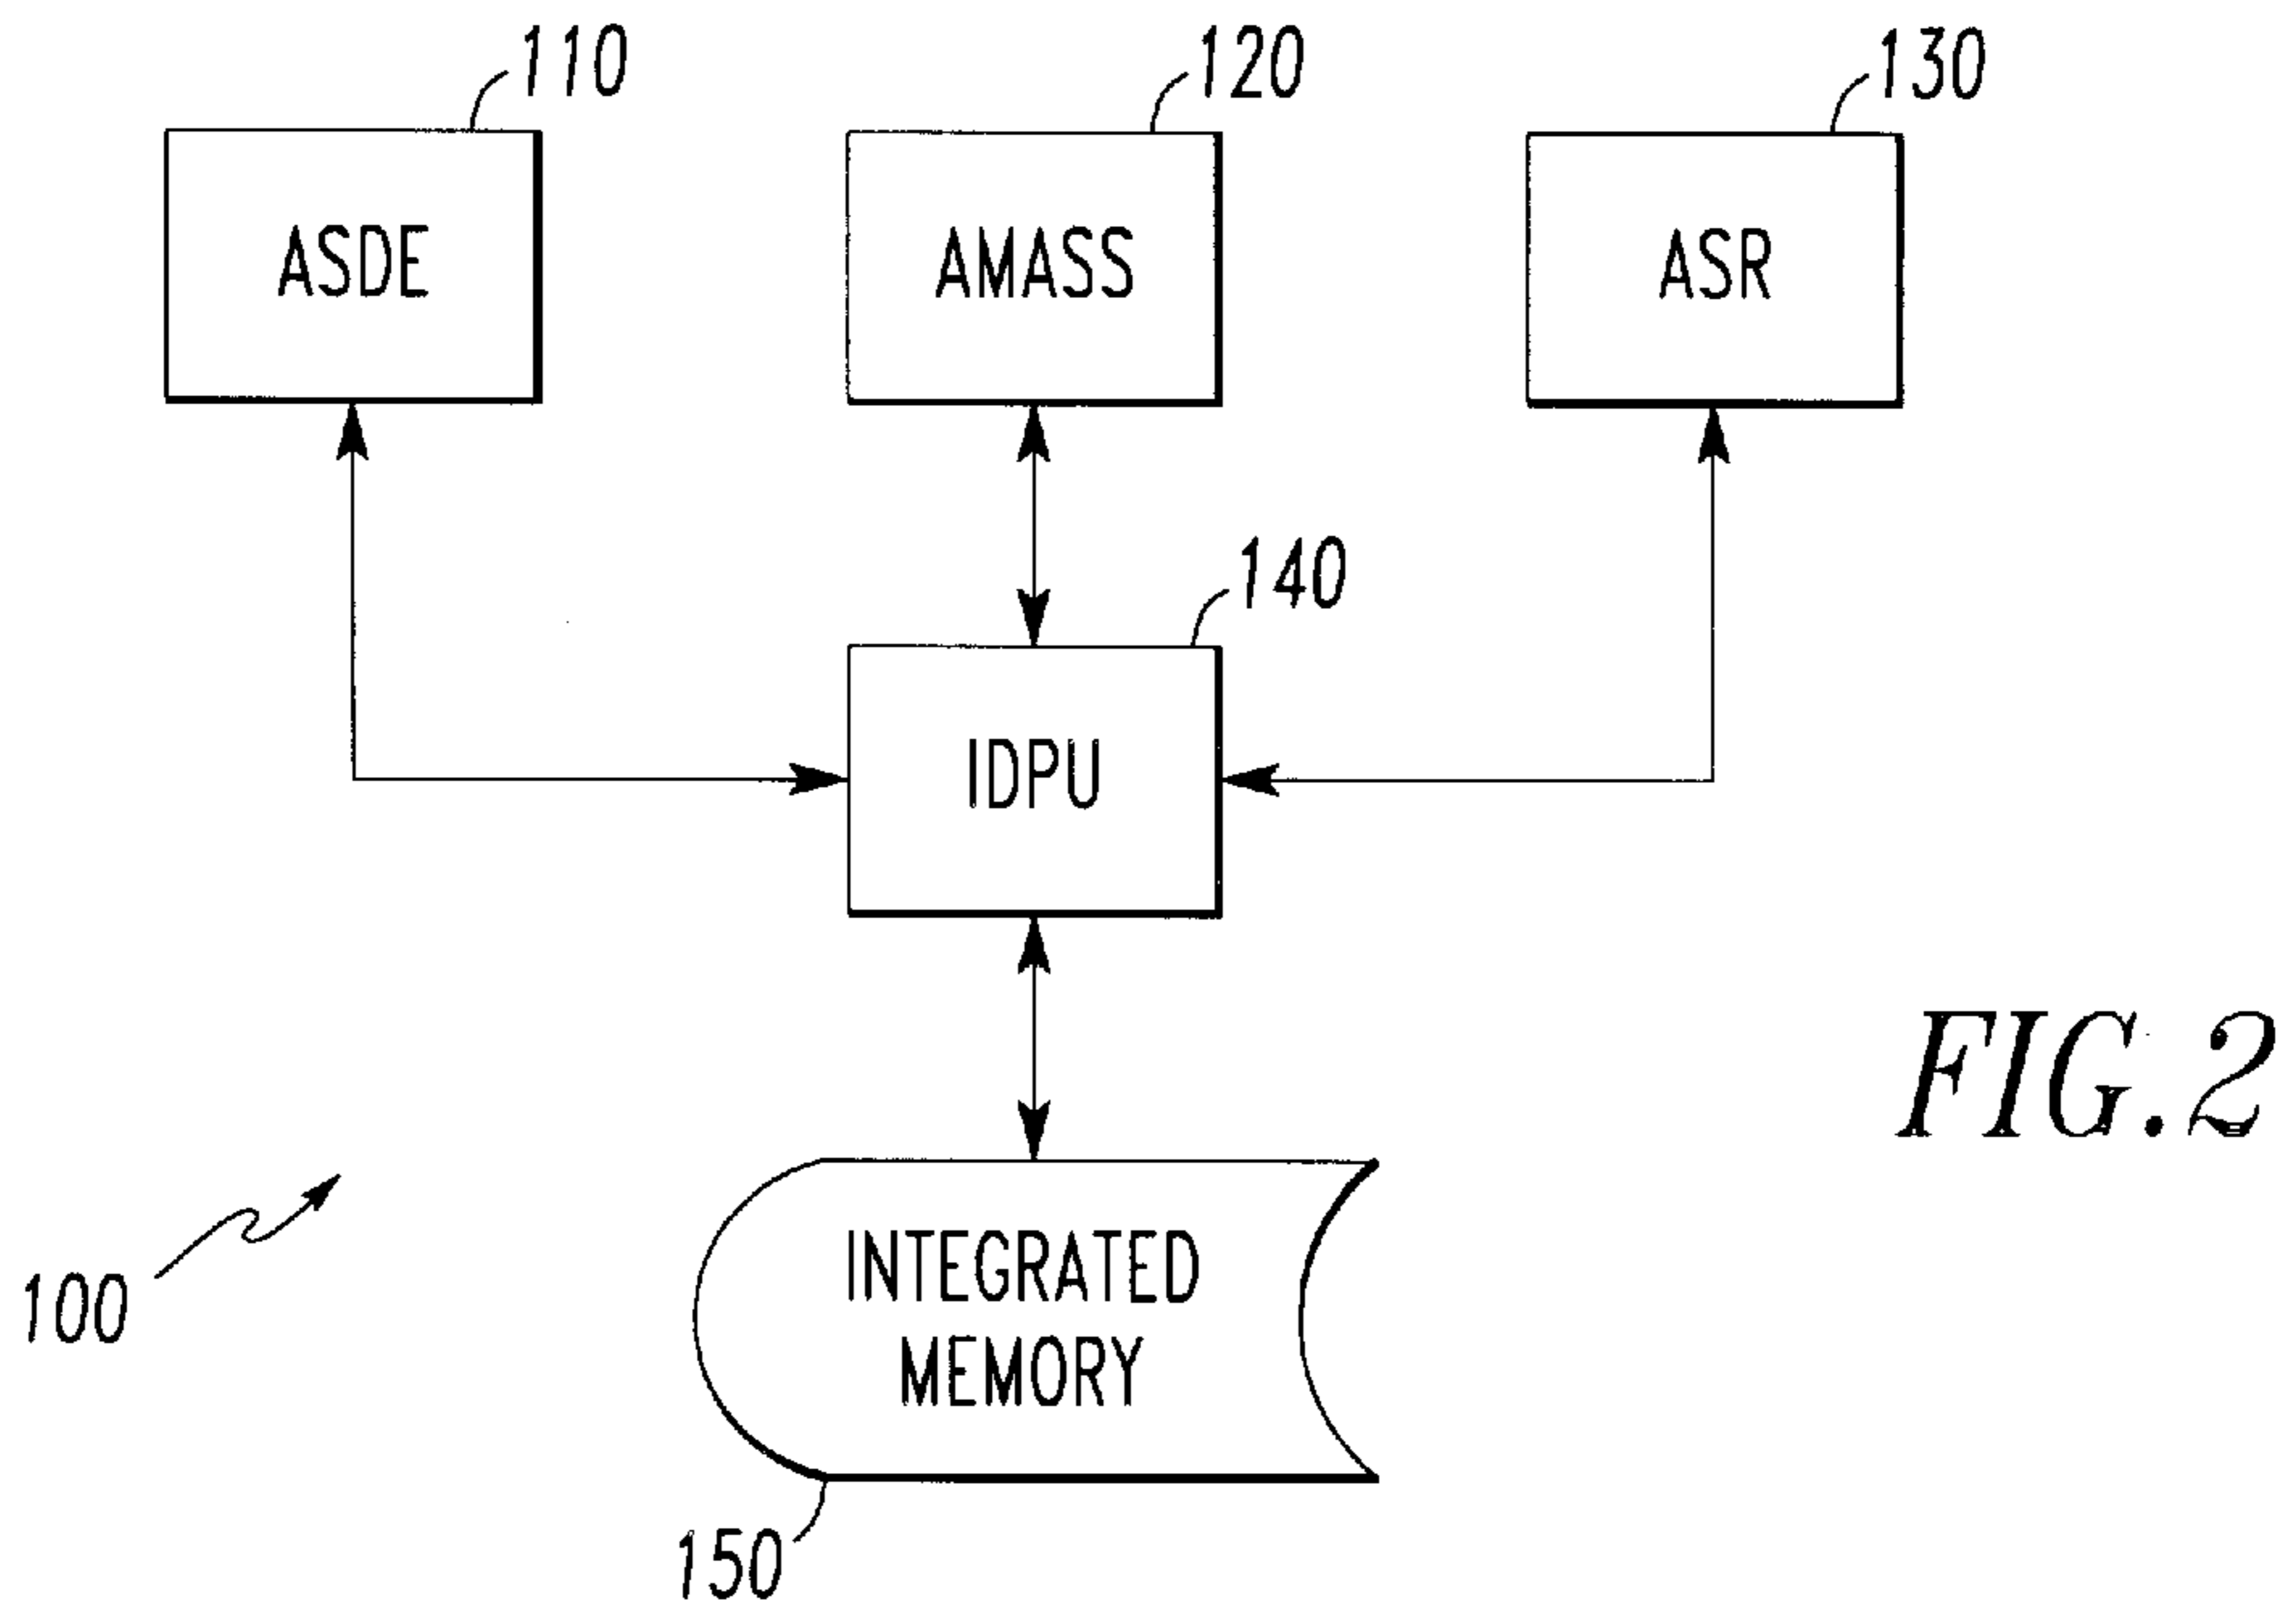 110
120
130
ASDE
AMASS
ASR
140
IDPU
FIG.2
100
INTEGRATED
MEMORY
150